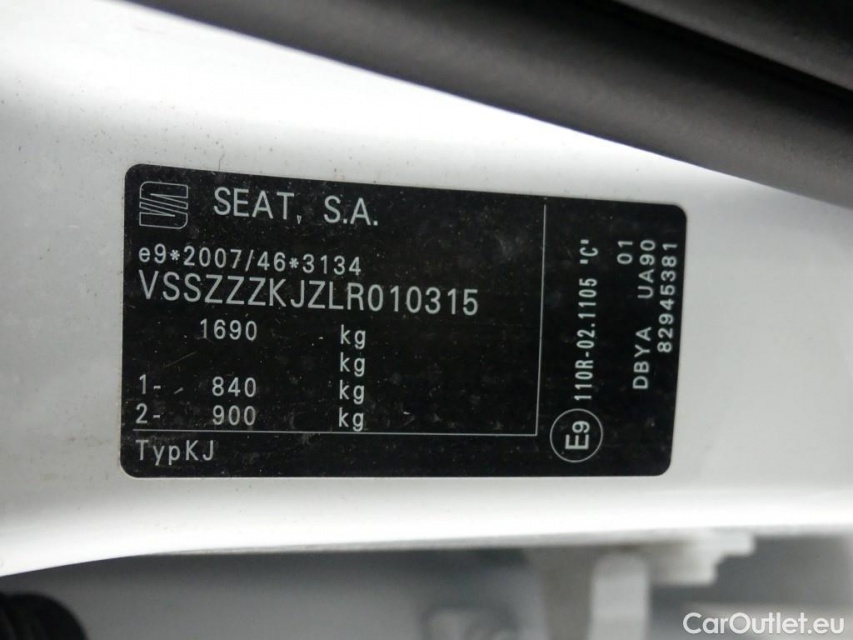 SEAT, S.A.
e9*2007/46*3134
VSSZZZKJZLR010315
1690 kg
kg
1- 840 kg
2- 900 kg
TypKJ
E9 110R-02.1105 "C"
01
DBYA UA90
82945381
CarOutlet.eu